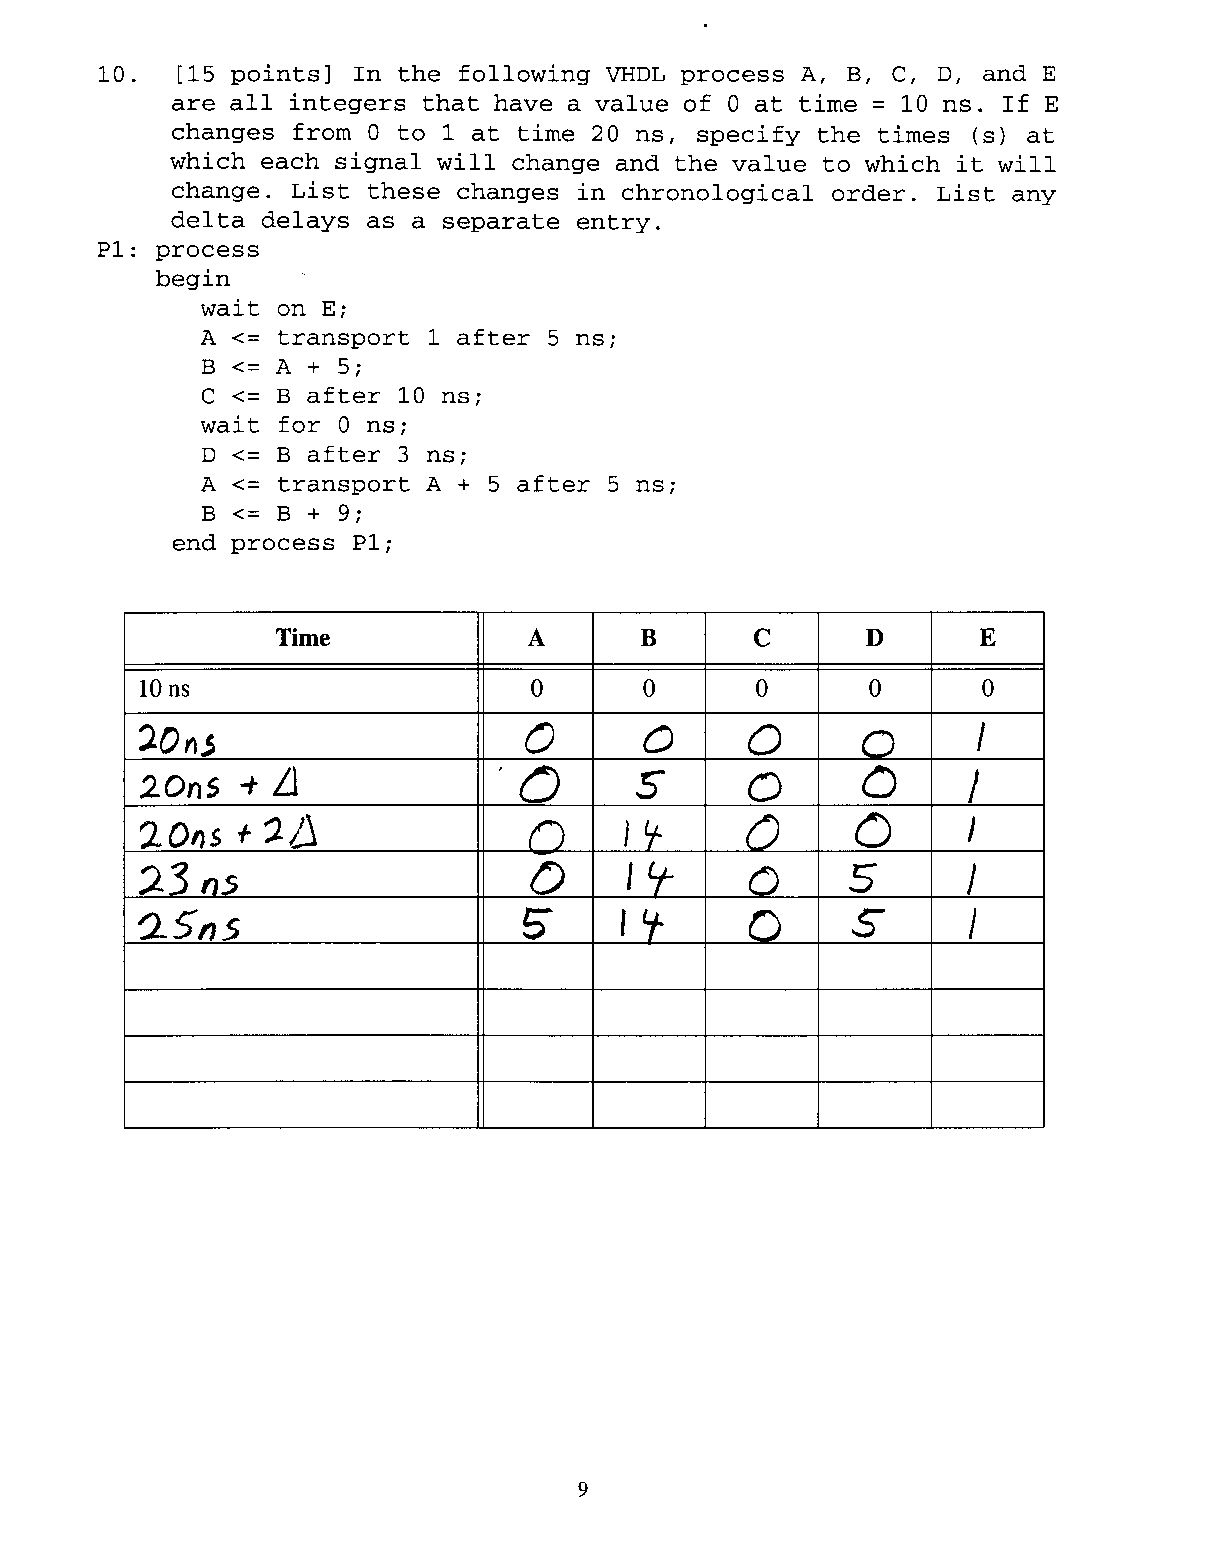 10. [15 points] In the following VHDL process A, B, C, D, and E
are all integers that have a value of 0 at time = 10 ns. If E
changes from 0 to 1 at time 20 ns, specify the times (s) at
which each signal will change and the value to which it will
change. List these changes in chronological order. List any
delta delays as a separate entry.
P1: process
begin
wait on E;
A <= transport 1 after 5 ns;
B <= A + 5;
C <= B after 10 ns;
wait for 0 ns;
D <= B after 3 ns;
A <= transport A + 5 after 5 ns;
B <= B + 9;
end process P1;
Time A B C D E
10 ns 0 0 0 0 0
20ns 0 0 0 0 1
20ns + Δ 0 5 0 0 1
20ns + 2Δ 0 14 0 0 1
23 ns 0 14 0 5 1
25ns 5 14 0 5 1
9